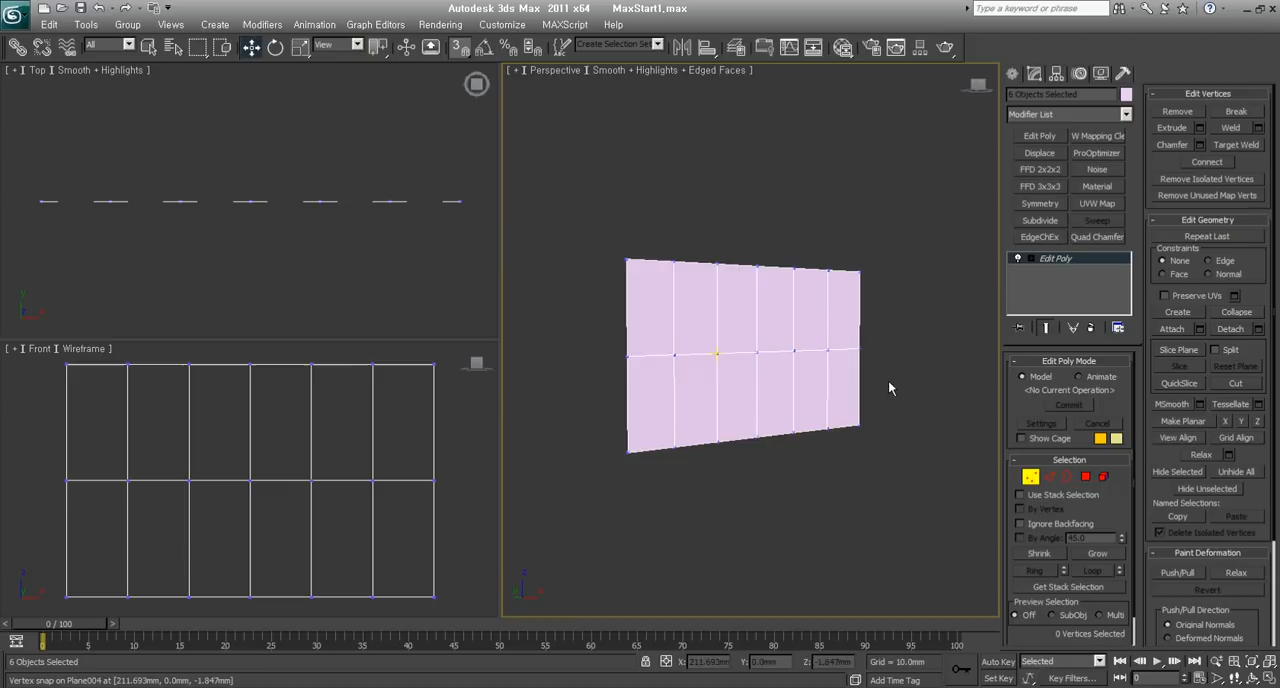 Autodesk 3ds Max 2011 x64 MaxStart1.max
Type a keyword or phrase
Edit Tools Group Views Create Modifiers Animation Graph Editors Rendering Customize MAXScript Help
All View 3 Create Selection Set
[ + ] Top ] Smooth + Highlights ]
[ + ] Perspective ] Smooth + Highlights + Edged Faces ]
6 Objects Selected
Modifier List
Edit Poly W Mapping Cle
Displace ProOptimizer
FFD 2x2x2 Noise
FFD 3x3x3 Material
Symmetry UVW Map
Subdivide Sweep
EdgeChEx Quad Chamfer
Edit Poly
[ + ] Front ] Wireframe ]
- Edit Poly Mode
Model Animate
<No Current Operation>
Commit
Settings Cancel
Show Cage
- Selection
Use Stack Selection
By Vertex
Ignore Backfacing
By Angle: 45.0
Shrink Grow
Ring Loop
Get Stack Selection
Preview Selection
Off SubObj Multi
0 Vertices Selected
- Edit Vertices
Remove Break
Extrude Weld
Chamfer Target Weld
Connect
Remove Isolated Vertices
Remove Unused Map Verts
- Edit Geometry
Repeat Last
Constraints
None Edge
Face Normal
Preserve UVs
Create Collapse
Attach Detach
Slice Plane Split
Slice Reset Plane
QuickSlice Cut
MSmooth Tessellate
Make Planar X Y Z
View Align Grid Align
Relax
Hide Selected Unhide All
Hide Unselected
Named Selections:
Copy Paste
Delete Isolated Vertices
- Paint Deformation
Push/Pull Relax
Revert
Push/Pull Direction
Original Normals
Deformed Normals
< 0 / 100 >
0 5 10 15 20 25 30 35 40 45 50 55 60 65 70 75 80 85 90 95 100
6 Objects Selected X: 211.693mm Y: 0.0mm Z: -1.847mm Grid = 10.0mm Auto Key Selected
Vertex snap on Plane004 at [211.693mm, 0.0mm, -1.847mm] Add Time Tag Set Key Key Filters... 0